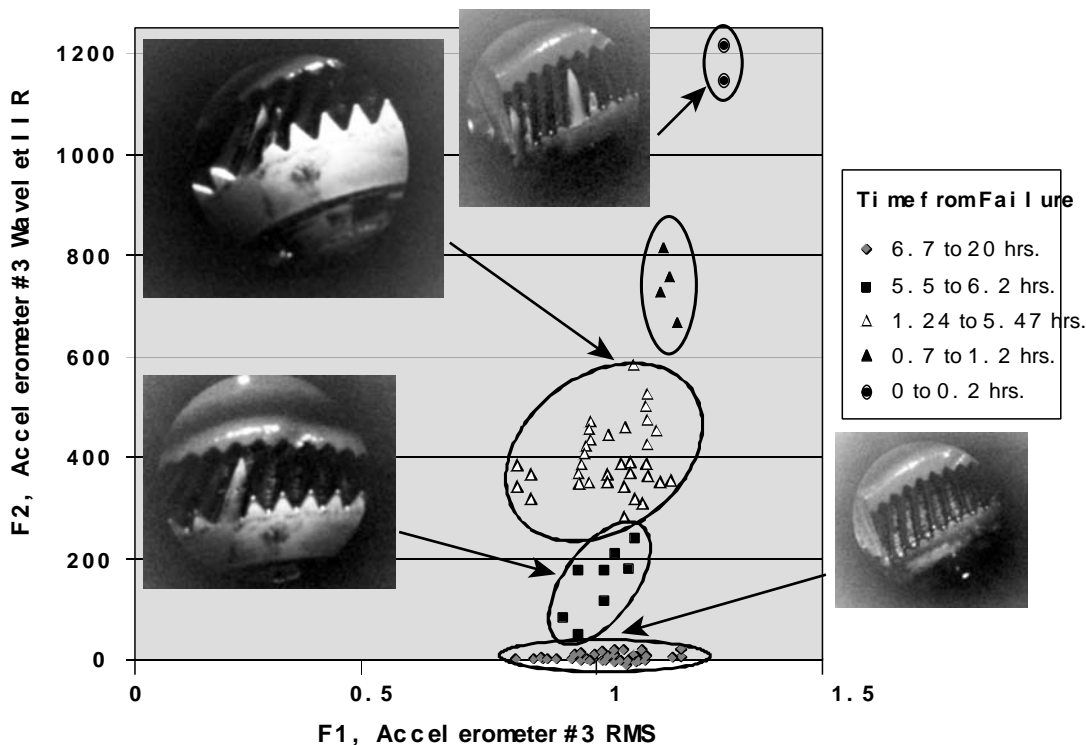 1200
1000
800
600
400
200
0
0
0.5
1
1.5
F2, Accelerometer #3 Wavelet IIR
F1, Accelerometer #3 RMS
Time from Failure
6.7 to 20 hrs.
5.5 to 6.2 hrs.
1.24 to 5.47 hrs.
0.7 to 1.2 hrs.
0 to 0.2 hrs.